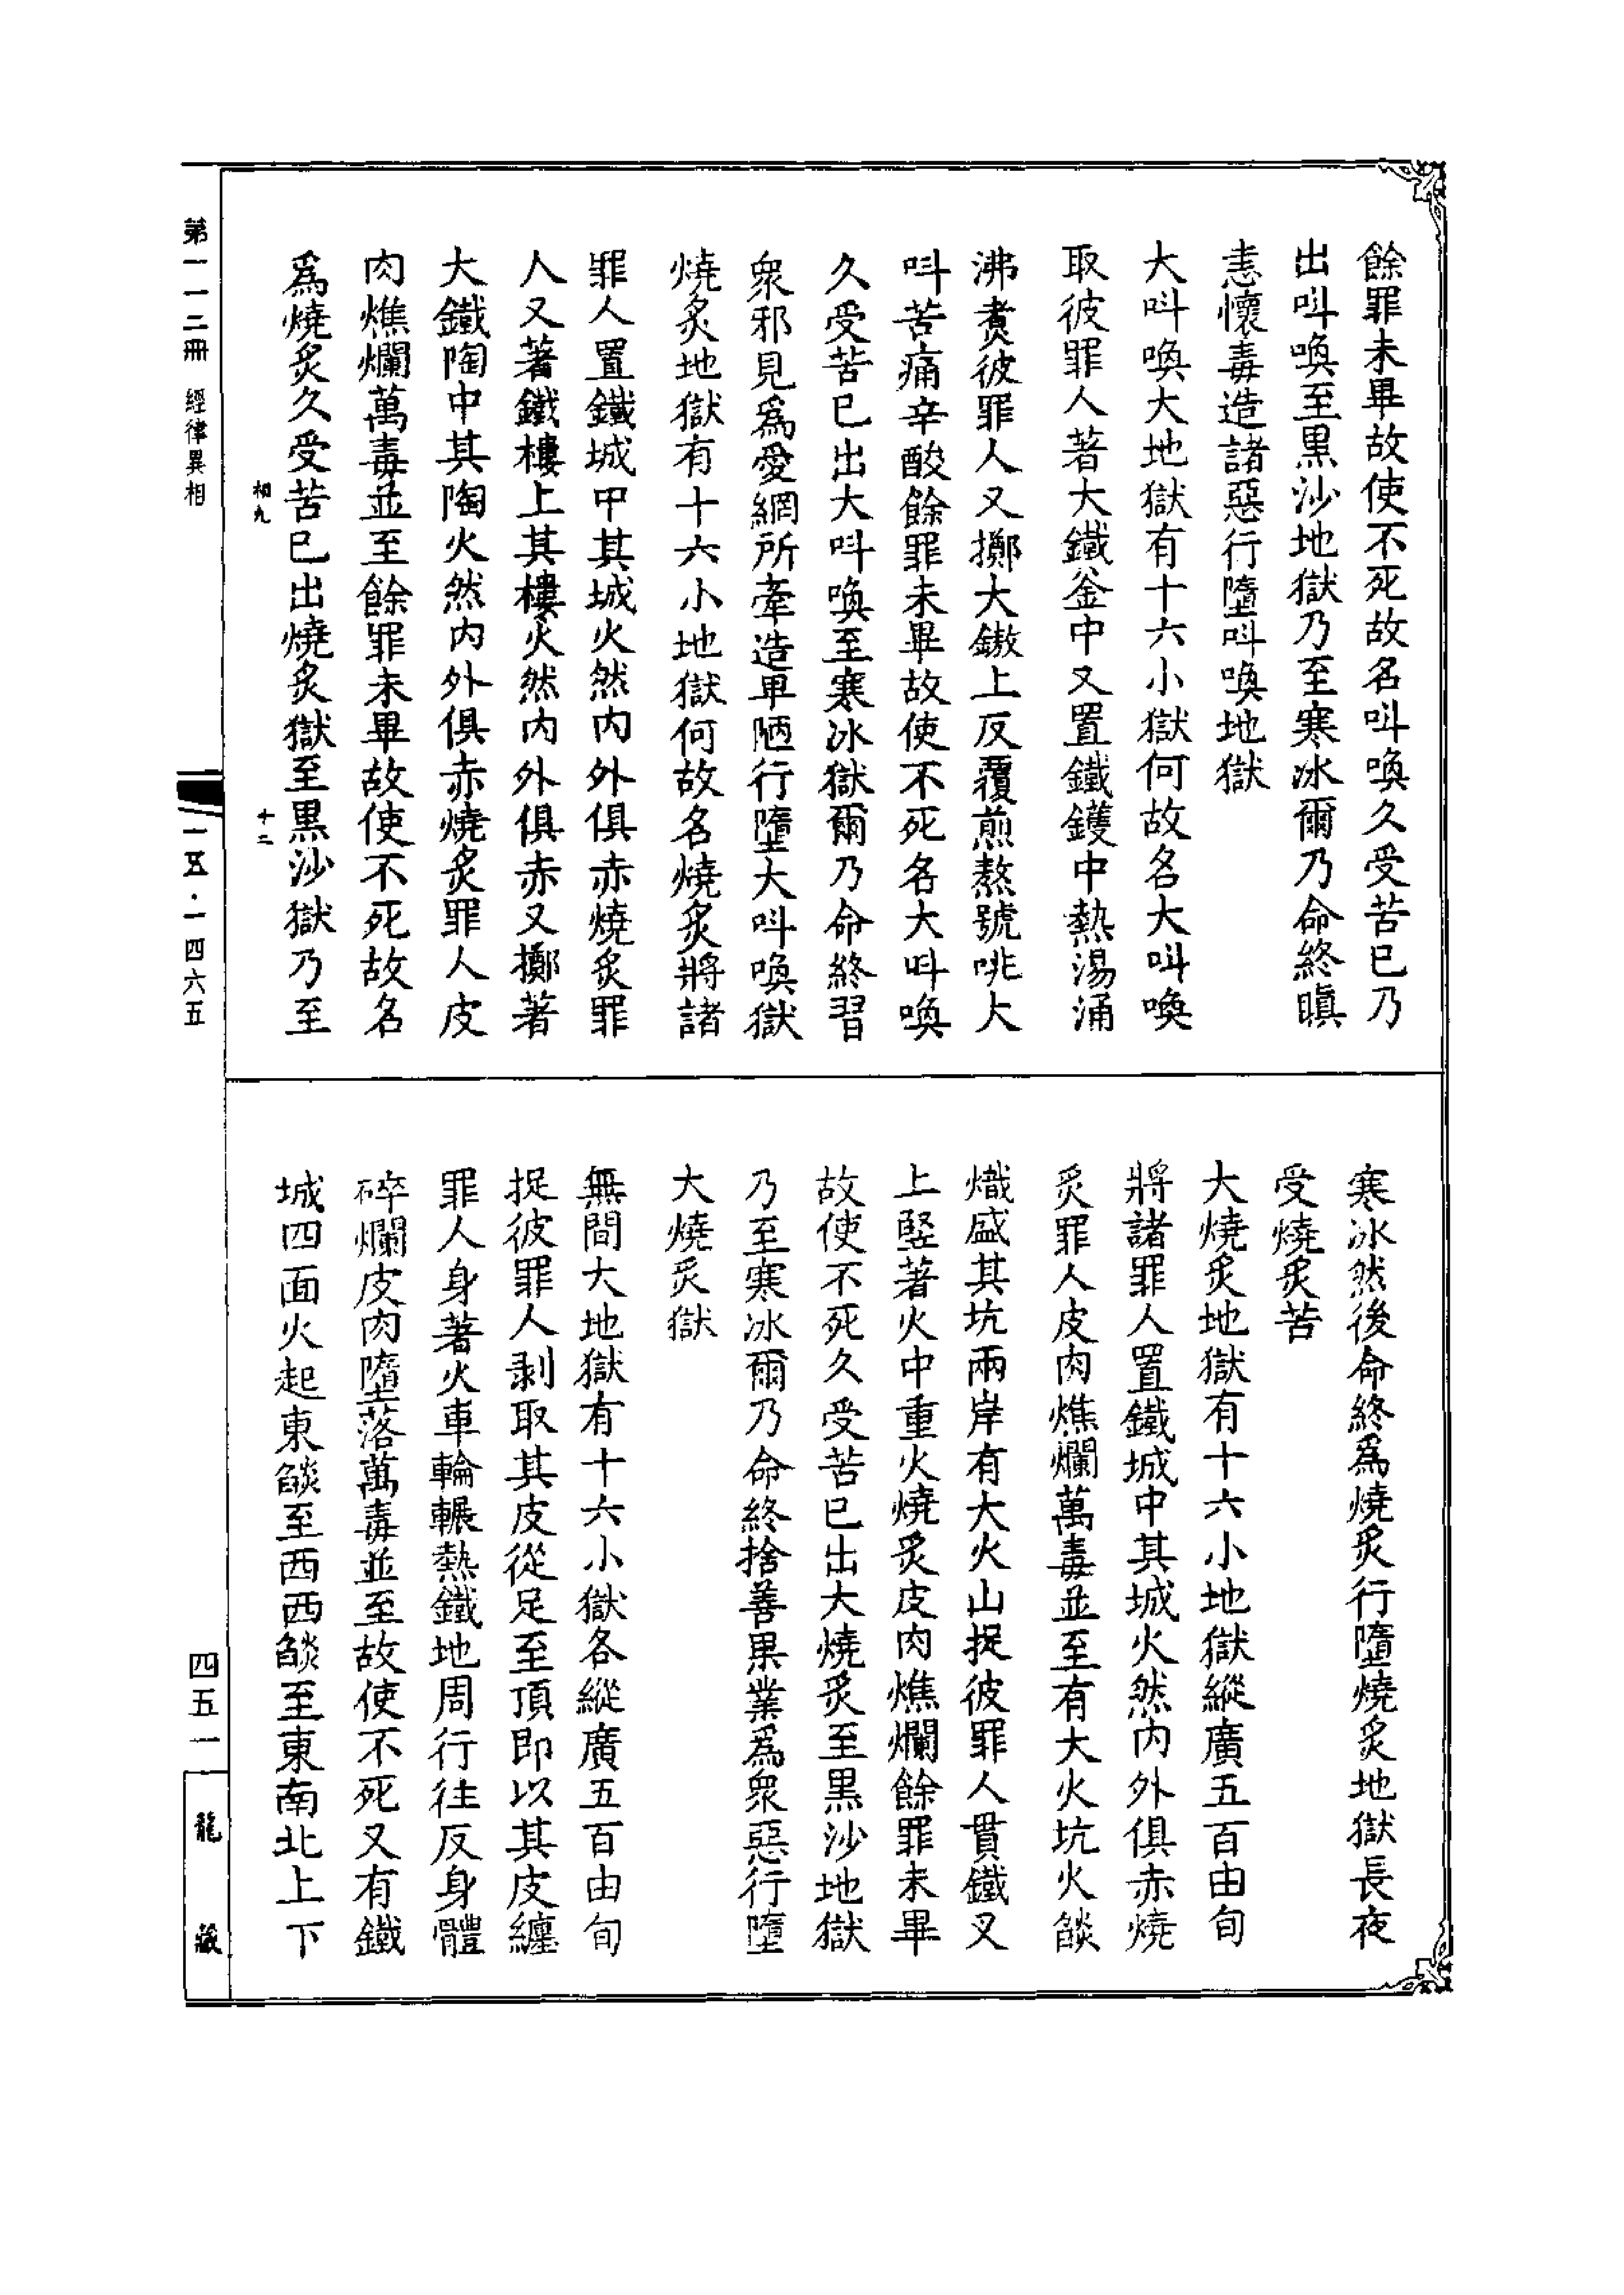 餘罪未畢故使不死故名叫喚久受苦已乃
出叫喚至黒沙地獄乃至寒冰爾乃命終瞋
恚懷毒造諸惡行墮叫喚地獄
大叫喚大地獄有十六小獄何故名大叫喚
取彼罪人著大鐵釜中又置鐵鑊中熱湯涌
沸煑彼罪人又擲大鏊上反覆煎熬號咷大
叫苦痛辛酸餘罪未畢故使不死名大叫喚
久受苦已出大叫喚至寒冰獄爾乃命終習
衆邪見爲愛網所牽造卑陋行墮大叫喚獄
燒炙地獄有十六小地獄何故名燒炙將諸
罪人置鐵城中其城火然内外俱赤燒炙罪
人又著鐵樓上其樓火然内外俱赤又擲著
大鐵陶中其陶火然内外俱赤燒炙罪人皮
肉燋爛萬毒並至餘罪未畢故使不死故名
爲燒炙久受苦已出燒炙獄至黒沙獄乃至
寒冰然後命終爲燒炙行墮燒炙地獄長夜
受燒炙苦
大燒炙地獄有十六小地獄縱廣五百由旬
將諸罪人置鐵城中其城火然内外俱赤燒
炙罪人皮肉燋爛萬毒並至有大火坑火燄
熾盛其坑兩岸有大火山捉彼罪人貫鐵叉
上竪著火中重火燒炙皮肉燋爛餘罪未畢
故使不死久受苦已出大燒炙至黒沙地獄
乃至寒冰爾乃命終捨善果業爲衆惡行墮
大燒炙獄
無間大地獄有十六小獄各縱廣五百由旬
捉彼罪人剥取其皮從足至頂即以其皮纏
罪人身著火車輪輾熱鐵地周行往反身體
碎爛皮肉墮落萬毒並至故使不死又有鐵
城四面火起東燄至西西燄至東南北上下
相九
十二
第一一二冊 經律異相
一五·一四六五
四五一
龍藏